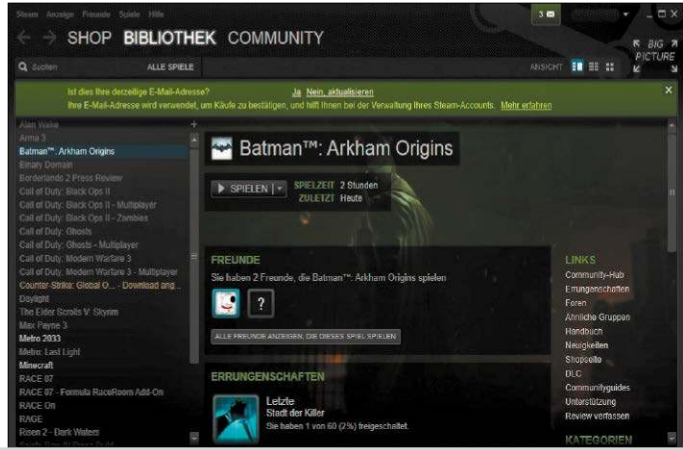 Steam Anzeige Freunde Spiele Hilfe
3
SHOP BIBLIOTHEK COMMUNITY
BIG
PICTURE
Suchen ALLE SPIELE ANSICHT
Ist dies Ihre derzeitige E-Mail-Adresse? Ja Nein, aktualisieren
Ihre E-Mail-Adresse wird verwendet, um Käufe zu bestätigen, und hilft Ihnen bei der Verwaltung Ihres Steam-Accounts. Mehr erfahren
Alan Wake
Arma 3
Batman™: Arkham Origins
Binary Domain
Borderlands 2 Press Review
Call of Duty: Black Ops II
Call of Duty: Black Ops II - Multiplayer
Call of Duty: Black Ops II - Zombies
Call of Duty: Ghosts
Call of Duty: Ghosts - Multiplayer
Call of Duty: Modern Warfare 3
Call of Duty: Modern Warfare 3 - Multiplayer
Counter-Strike: Global O... - Download ang...
Daylight
The Elder Scrolls V: Skyrim
Max Payne 3
Metro 2033
Metro: Last Light
Minecraft
RACE 07
RACE 07 - Formula RaceRoom Add-On
RACE On
RAGE
Risen 2 - Dark Waters
Batman™: Arkham Origins
SPIELEN
SPIELZEIT 2 Stunden
ZULETZT Heute
FREUNDE
Sie haben 2 Freunde, die Batman™: Arkham Origins spielen
?
ALLE FREUNDE ANZEIGEN, DIE DIESES SPIEL SPIELEN
ERRUNGENSCHAFTEN
Letzte
Stadt der Killer
Sie haben 1 von 60 (2%) freigeschaltet.
LINKS
Community-Hub
Errungenschaften
Foren
Ähnliche Gruppen
Handbuch
Neuigkeiten
Shopseite
DLC
Communityguides
Unterstützung
Review verfassen
KATEGORIEN